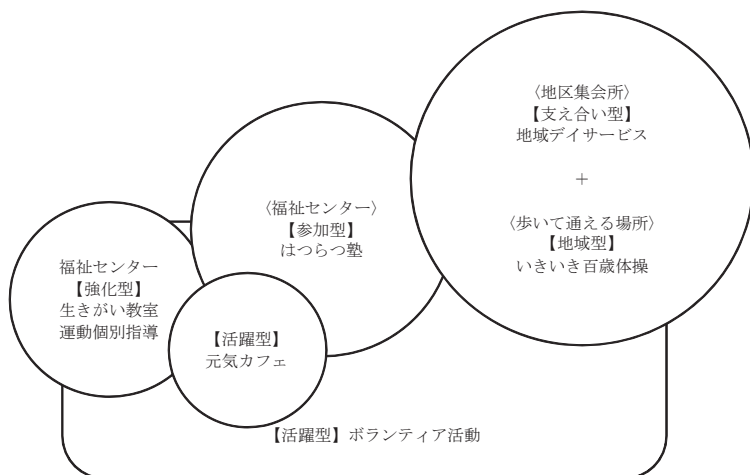 〈地区集会所〉
【支え合い型】
地域デイサービス
+
〈歩いて通える場所〉
【地域型】
いきいき百歳体操
〈福祉センター〉
【参加型】
はつらつ塾
福祉センター
【強化型】
生きがい教室
運動個別指導
【活躍型】
元気カフェ
【活躍型】ボランティア活動